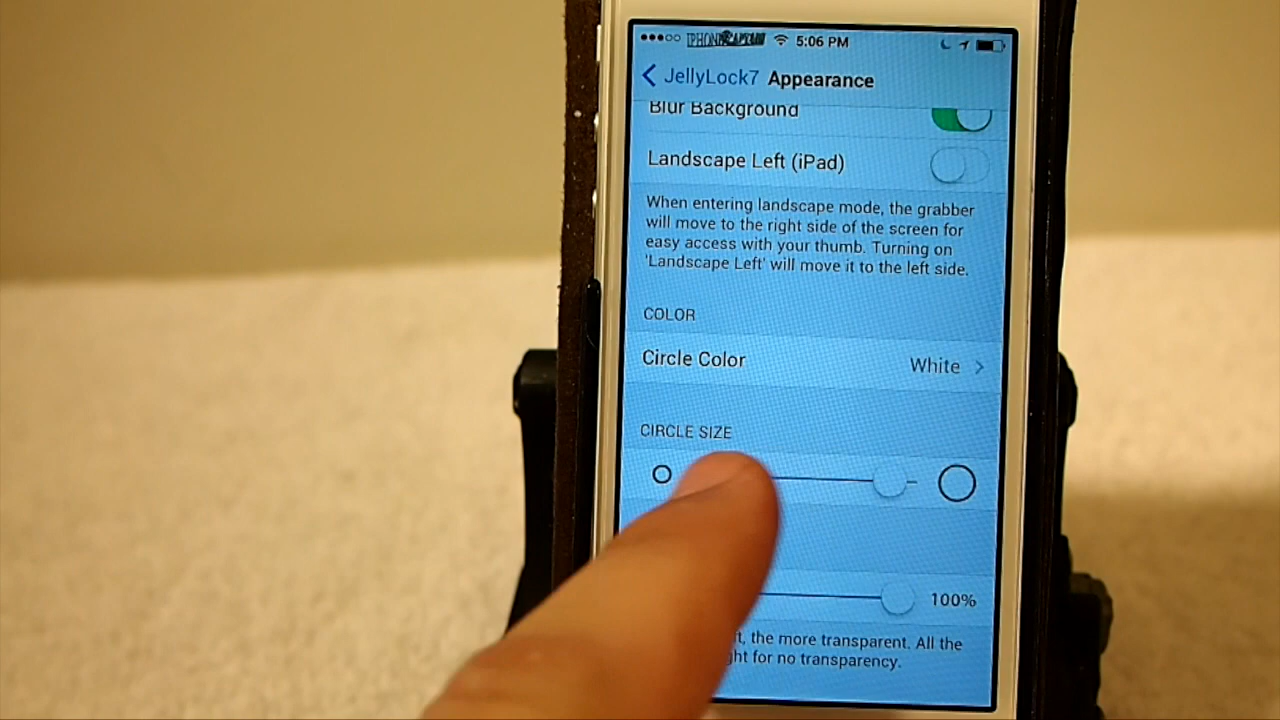 5:06 PM
JellyLock7 Appearance
Blur Background
Landscape Left (iPad)
When entering landscape mode, the grabber
will move to the right side of the screen for
easy access with your thumb. Turning on
'Landscape Left' will move it to the left side.
COLOR
Circle Color White
CIRCLE SIZE
100%
the more transparent. All the
for no transparency.